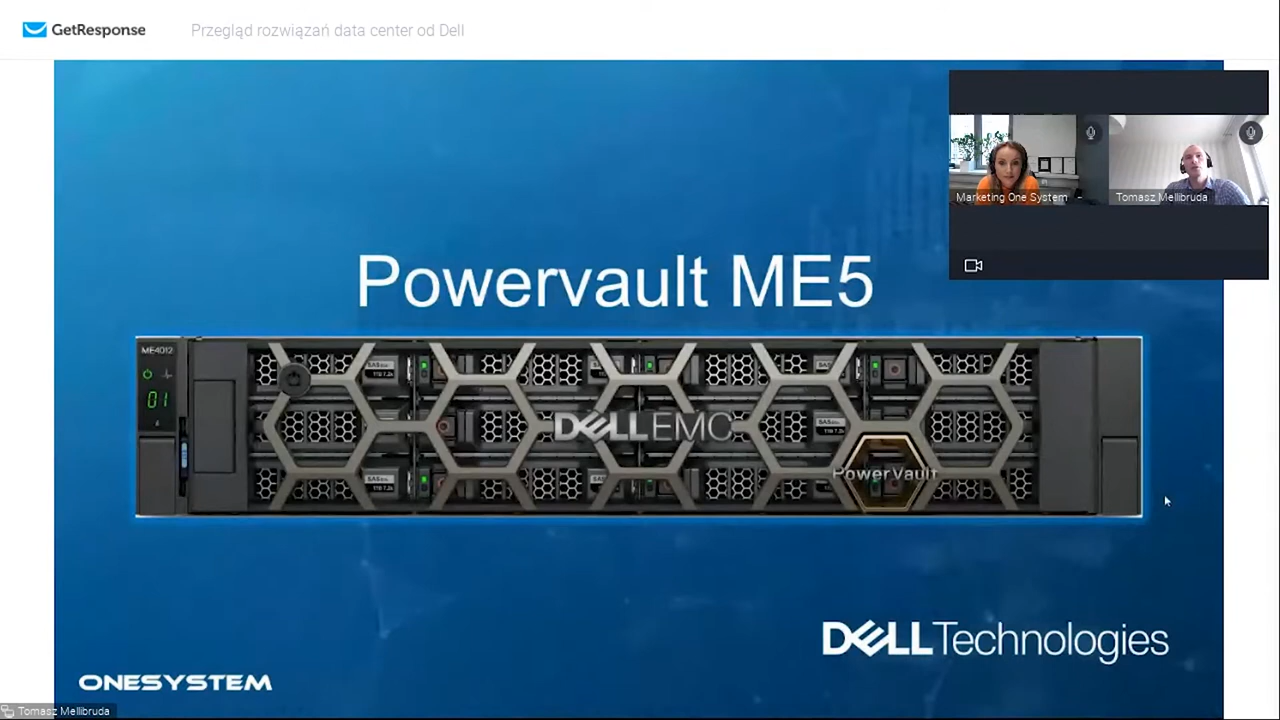 GetResponse
Przegląd rozwiązań data center od Dell
Marketing One System -
Tomasz Mellibruda
Powervault ME5
ME4012
01
DELLEMC
PowerVault
DELLTechnologies
ONESYSTEM
Tomasz Mellibruda